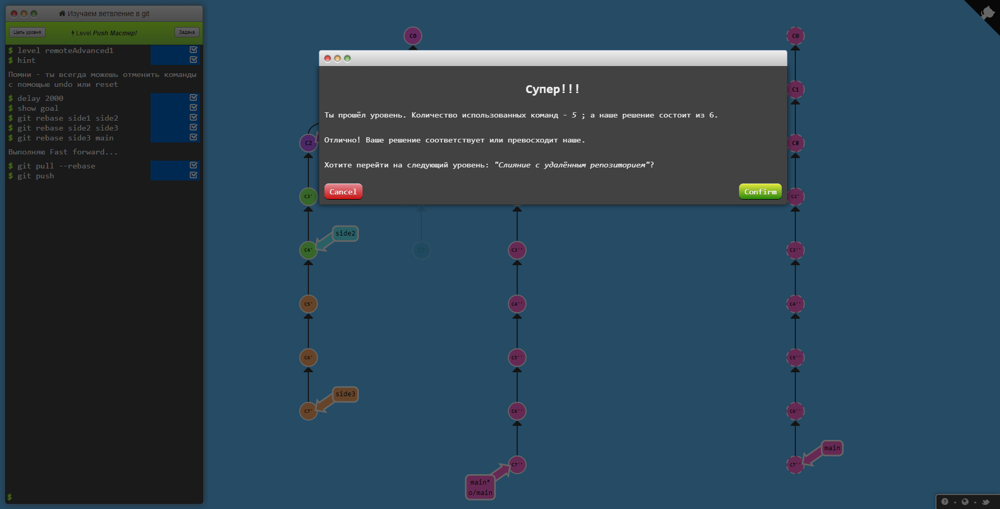 Изучаем ветвление в git
Цель уровня
Level Push Мастер!
Задача
$ level remoteAdvanced1
$ hint
Помни - ты всегда можешь отменить команды
с помощью undo или reset
$ delay 2000
$ show goal
$ git rebase side1 side2
$ git rebase side2 side3
$ git rebase side3 main
Выполняю Fast forward...
$ git pull --rebase
$ git push
$
C0
Супер!!!
Ты прошёл уровень. Количество использованных команд - 5 ; а наше решение состоит из 6.
Отлично! Ваше решение соответствует или превосходит наше.
Хотите перейти на следующий уровень: "Слияние с удалённым репозиторием"?
Cancel
Confirm
C2
C3'
side2
C4'
C5'
C6'
side3
C7'
C7
C3''
C4''
C5''
C6''
C7''
main*
o/main
C0
C1
C8
C2'
C3''
C4''
C5''
C6''
main
C7''